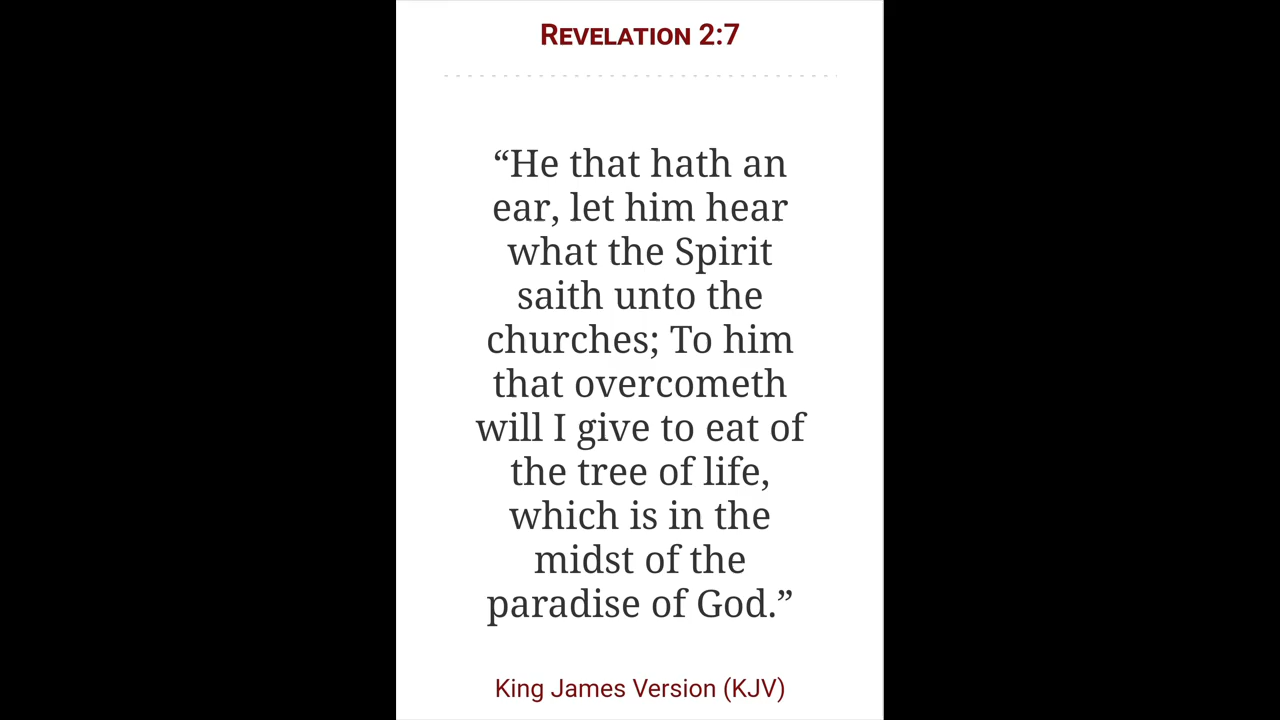 Revelation 2:7
“He that hath an
ear, let him hear
what the Spirit
saith unto the
churches; To him
that overcometh
will I give to eat of
the tree of life,
which is in the
midst of the
paradise of God.”
King James Version (KJV)